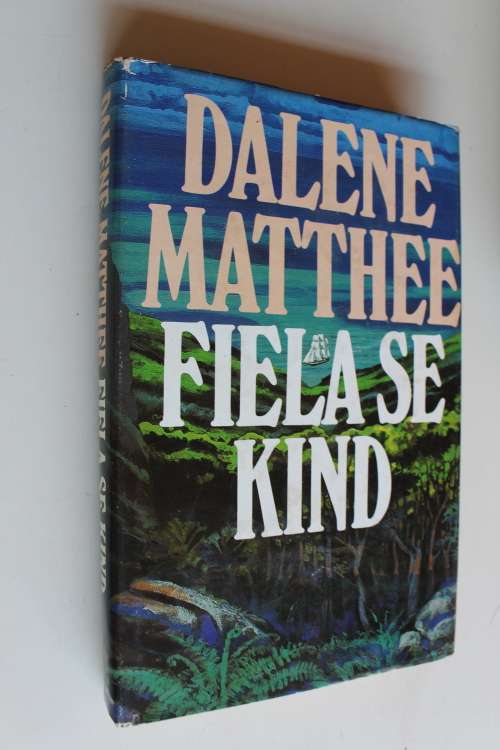 DALENE
MATTHEE
FIELA SE
KIND
DALENE MATTHEE FIELA SE KIND